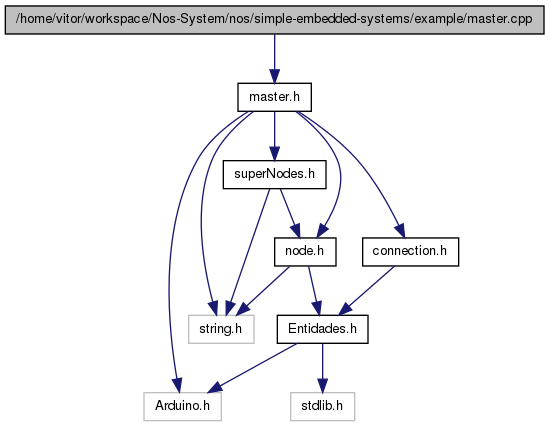 /home/vitor/workspace/Nos-System/nos/simple-embedded-systems/example/master.cpp
master.h
superNodes.h
node.h
connection.h
string.h
Entidades.h
Arduino.h
stdlib.h